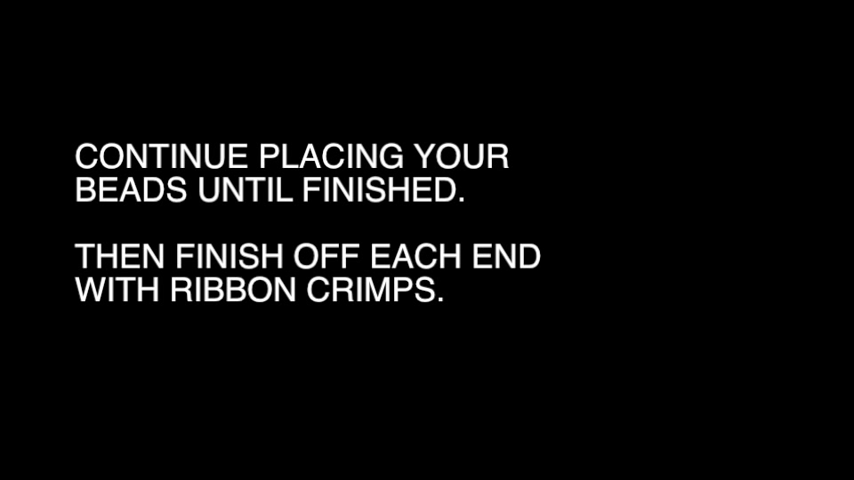 CONTINUE PLACING YOUR
BEADS UNTIL FINISHED.
THEN FINISH OFF EACH END
WITH RIBBON CRIMPS.